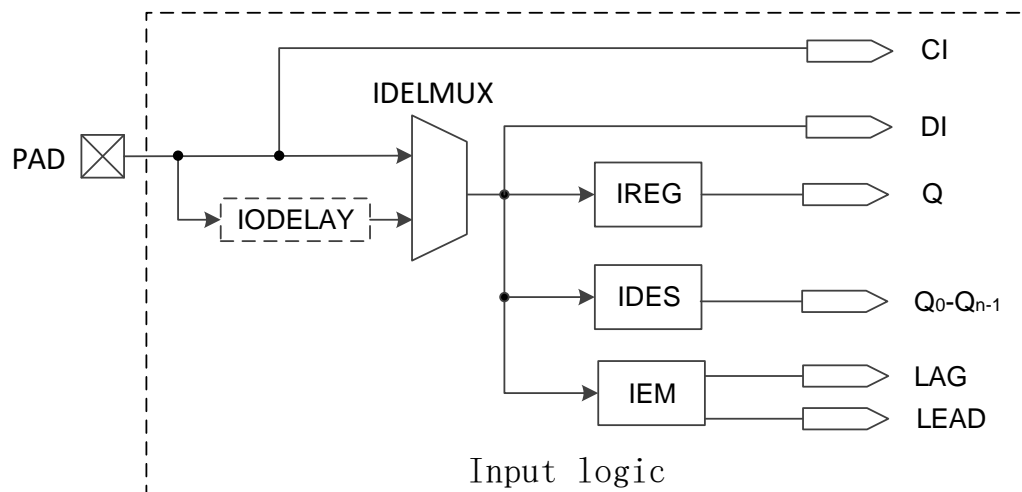 CI
IDELMUX
DI
PAD
IREG
Q
IODELAY
IDES
Q0-Qn-1
LAG
IEM
LEAD
Input logic